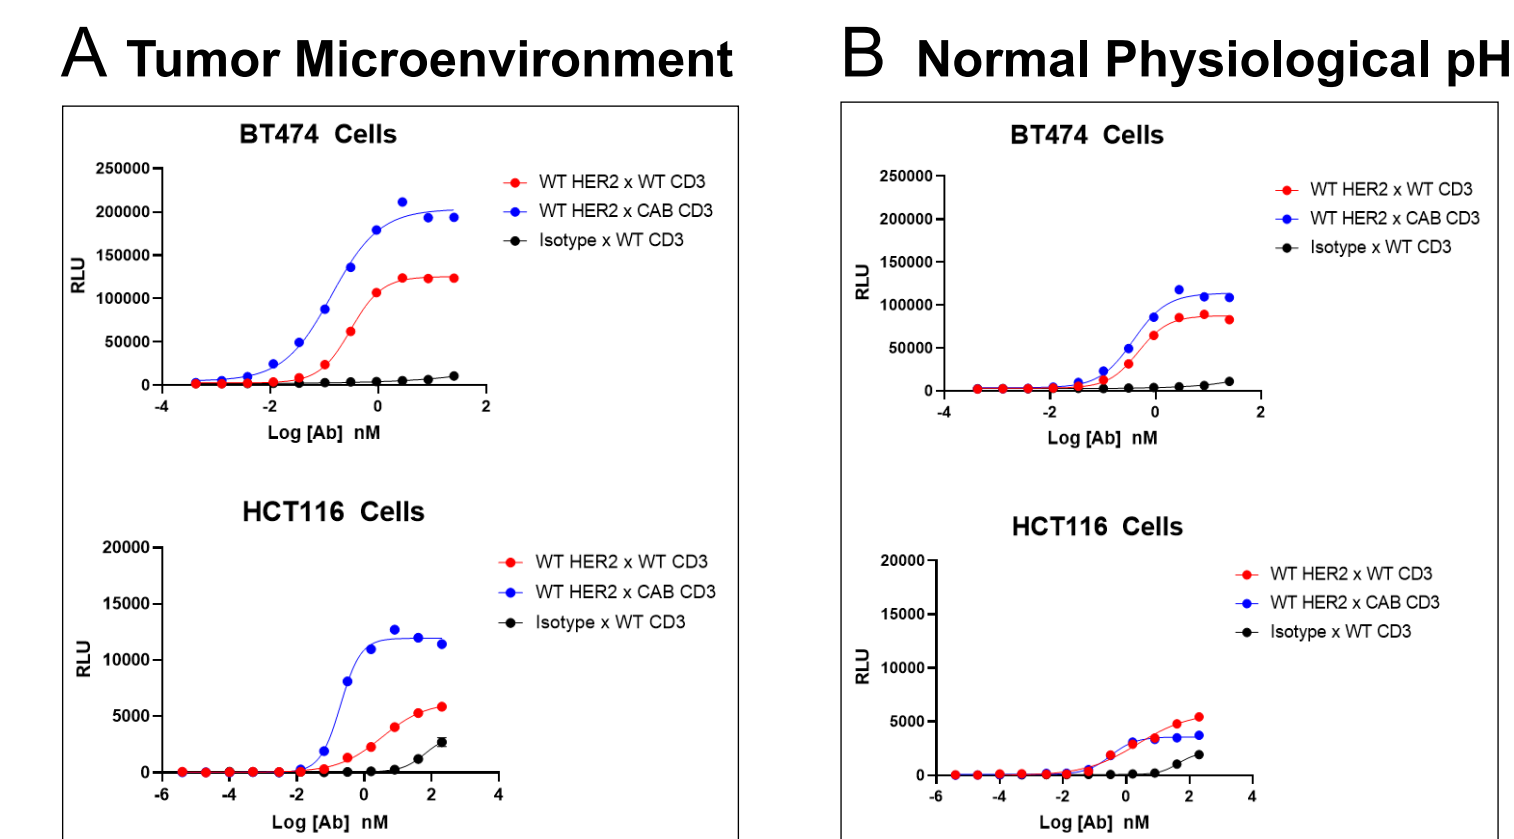 A Tumor Microenvironment
BT474 Cells
250000
200000
150000
100000
50000
0
RLU
-4 -2 0 2
Log [Ab] nM
WT HER2 x WT CD3
WT HER2 x CAB CD3
Isotype x WT CD3
HCT116 Cells
20000
15000
10000
5000
0
RLU
-6 -4 -2 0 2 4
Log [Ab] nM
WT HER2 x WT CD3
WT HER2 x CAB CD3
Isotype x WT CD3
B Normal Physiological pH
BT474 Cells
250000
200000
150000
100000
50000
0
RLU
-4 -2 0 2
Log [Ab] nM
WT HER2 x WT CD3
WT HER2 x CAB CD3
Isotype x WT CD3
HCT116 Cells
20000
15000
10000
5000
0
RLU
-6 -4 -2 0 2 4
Log [Ab] nM
WT HER2 x WT CD3
WT HER2 x CAB CD3
Isotype x WT CD3